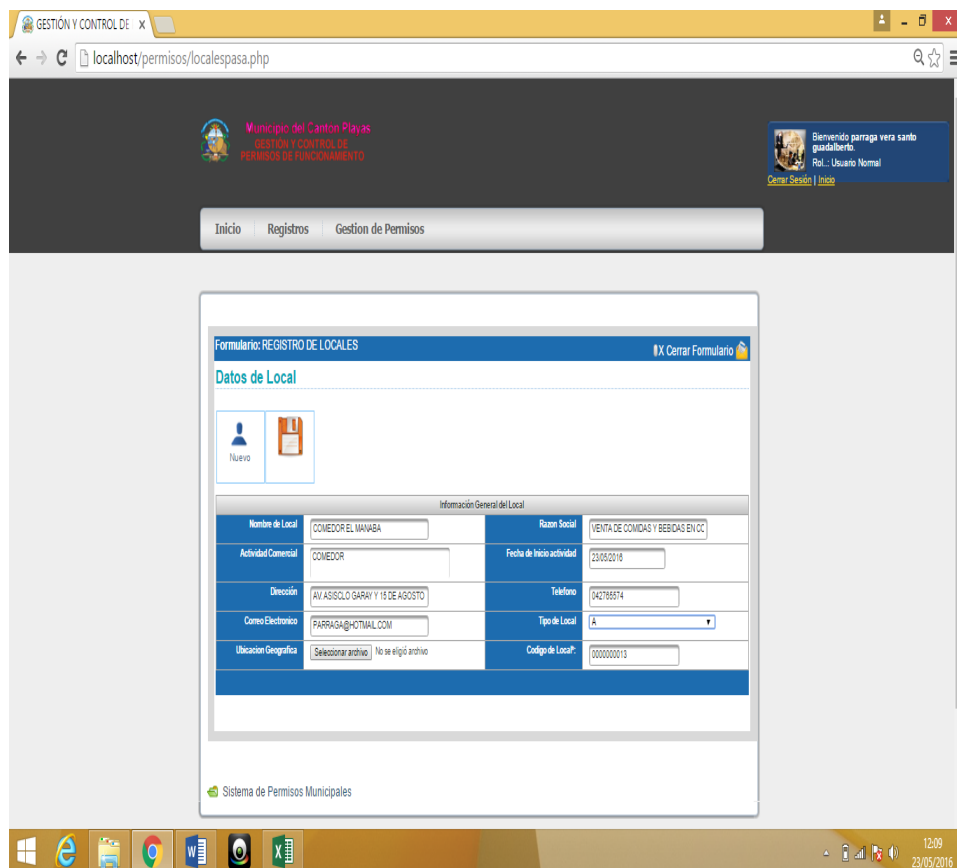 GESTIÓN Y CONTROL DE
localhost/permisos/localespasa.php
Municipio del Canton Playas
GESTIÓN Y CONTROL DE
PERMISOS DE FUNCIONAMIENTO
Bienvenido parraga vera santo
guadalberto.
Rol..: Usuario Normal
Cerrar Sesión | Inicio
Inicio Registros Gestion de Permisos
Formulario: REGISTRO DE LOCALES
X Cerrar Formulario
Datos de Local
Nuevo
Información General del Local
Nombre de Local COMEDOR EL MANABA Razon Social VENTA DE COMIDAS Y BEBIDAS EN CC
Actividad Comercial COMEDOR Fecha de Inicio actividad 23/05/2016
Dirección AV.ASISCLO GARAY Y 15 DE AGOSTO Telefono 042765574
Correo Electronico PARRAGA@HOTMAIL.COM Tipo de Local A
Ubicacion Geografica Seleccionar archivo No se eligió archivo Codigo de Local*: 0000000013
Sistema de Permisos Municipales
12:09
23/05/2016